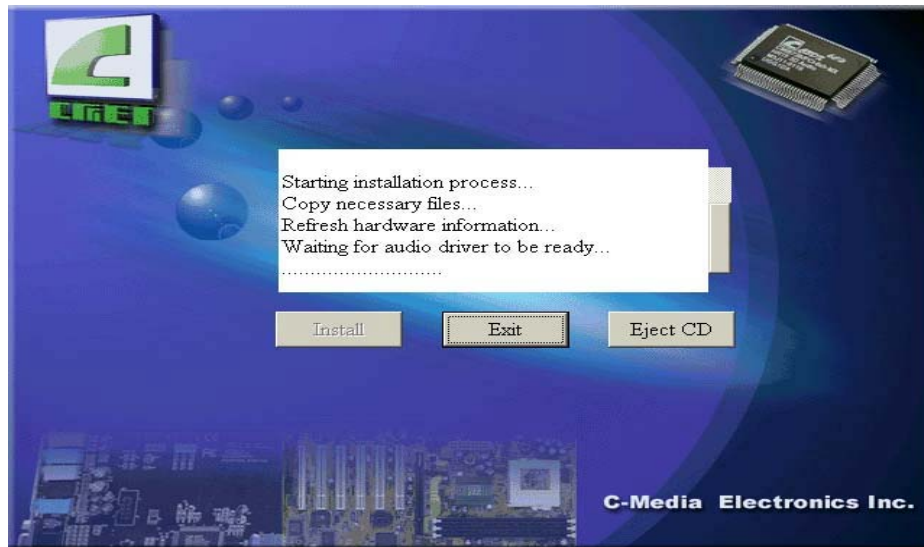 CMEDIA
Starting installation process...
Copy necessary files...
Refresh hardware information...
Waiting for audio driver to be ready...
............................
Install
Exit
Eject CD
C-Media Electronics Inc.